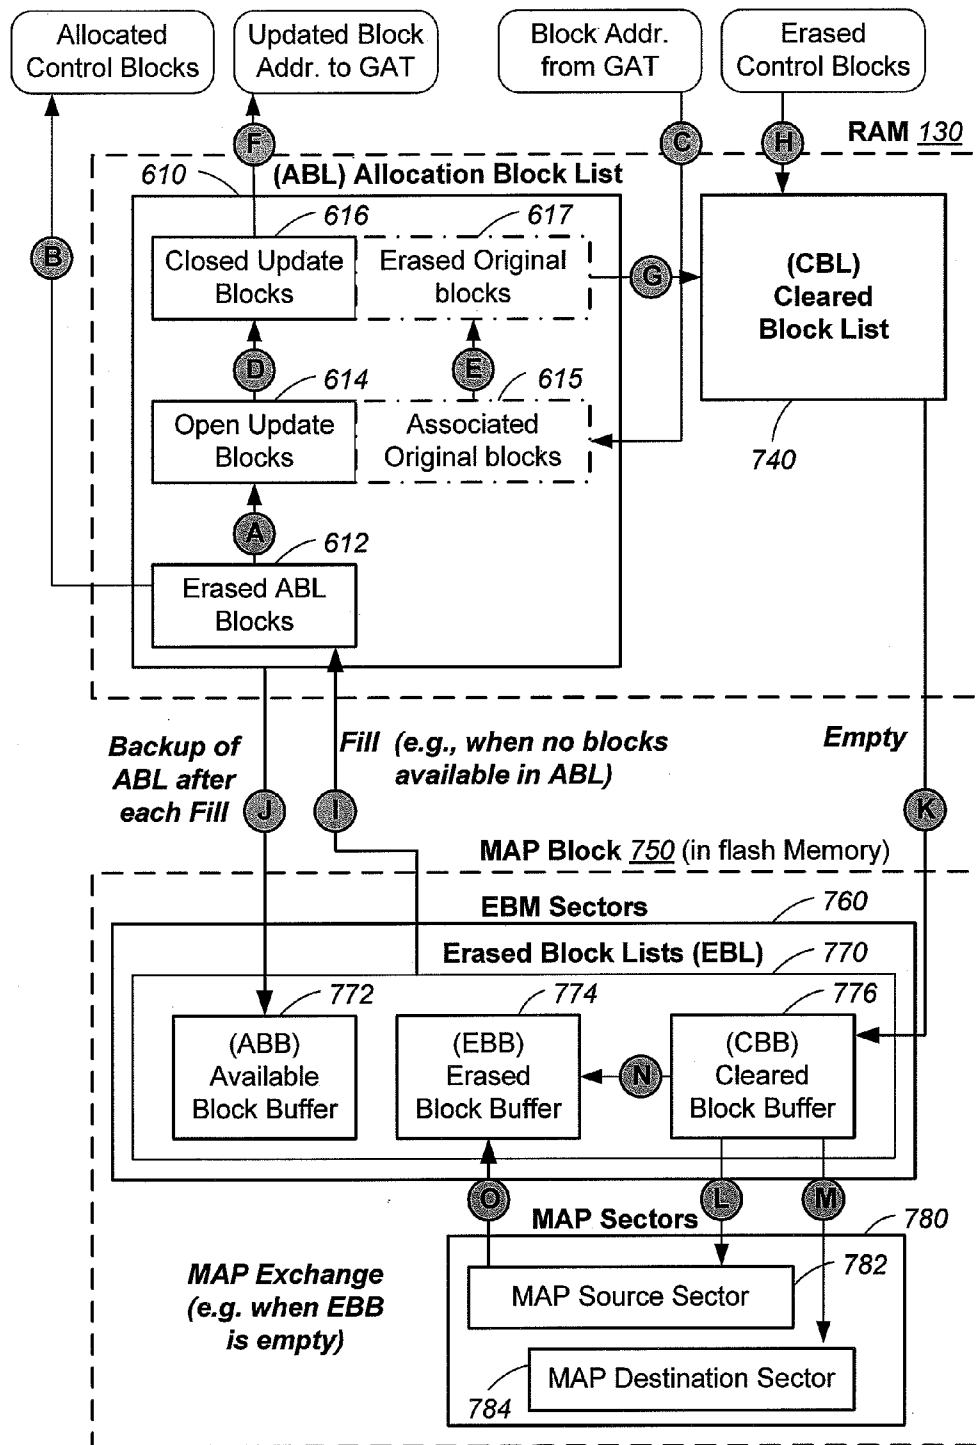 Allocated
Control Blocks
Updated Block
Addr. to GAT
Block Addr.
from GAT
Erased
Control Blocks
F
C
H
RAM 130
610
(ABL) Allocation Block List
616
617
B
Closed Update
Blocks
Erased Original
blocks
G
(CBL)
Cleared
Block List
D
614
E
615
Open Update
Blocks
Associated
Original blocks
740
A
612
Erased ABL
Blocks
Backup of
ABL after
each Fill
Fill (e.g., when no blocks
available in ABL)
Empty
J
I
K
MAP Block 750 (in flash Memory)
EBM Sectors
760
Erased Block Lists (EBL)
770
772
774
776
(ABB)
Available
Block Buffer
(EBB)
Erased
Block Buffer
N
(CBB)
Cleared
Block Buffer
O
L
M
MAP Sectors
780
MAP Exchange
(e.g. when EBB
is empty)
782
MAP Source Sector
MAP Destination Sector
784